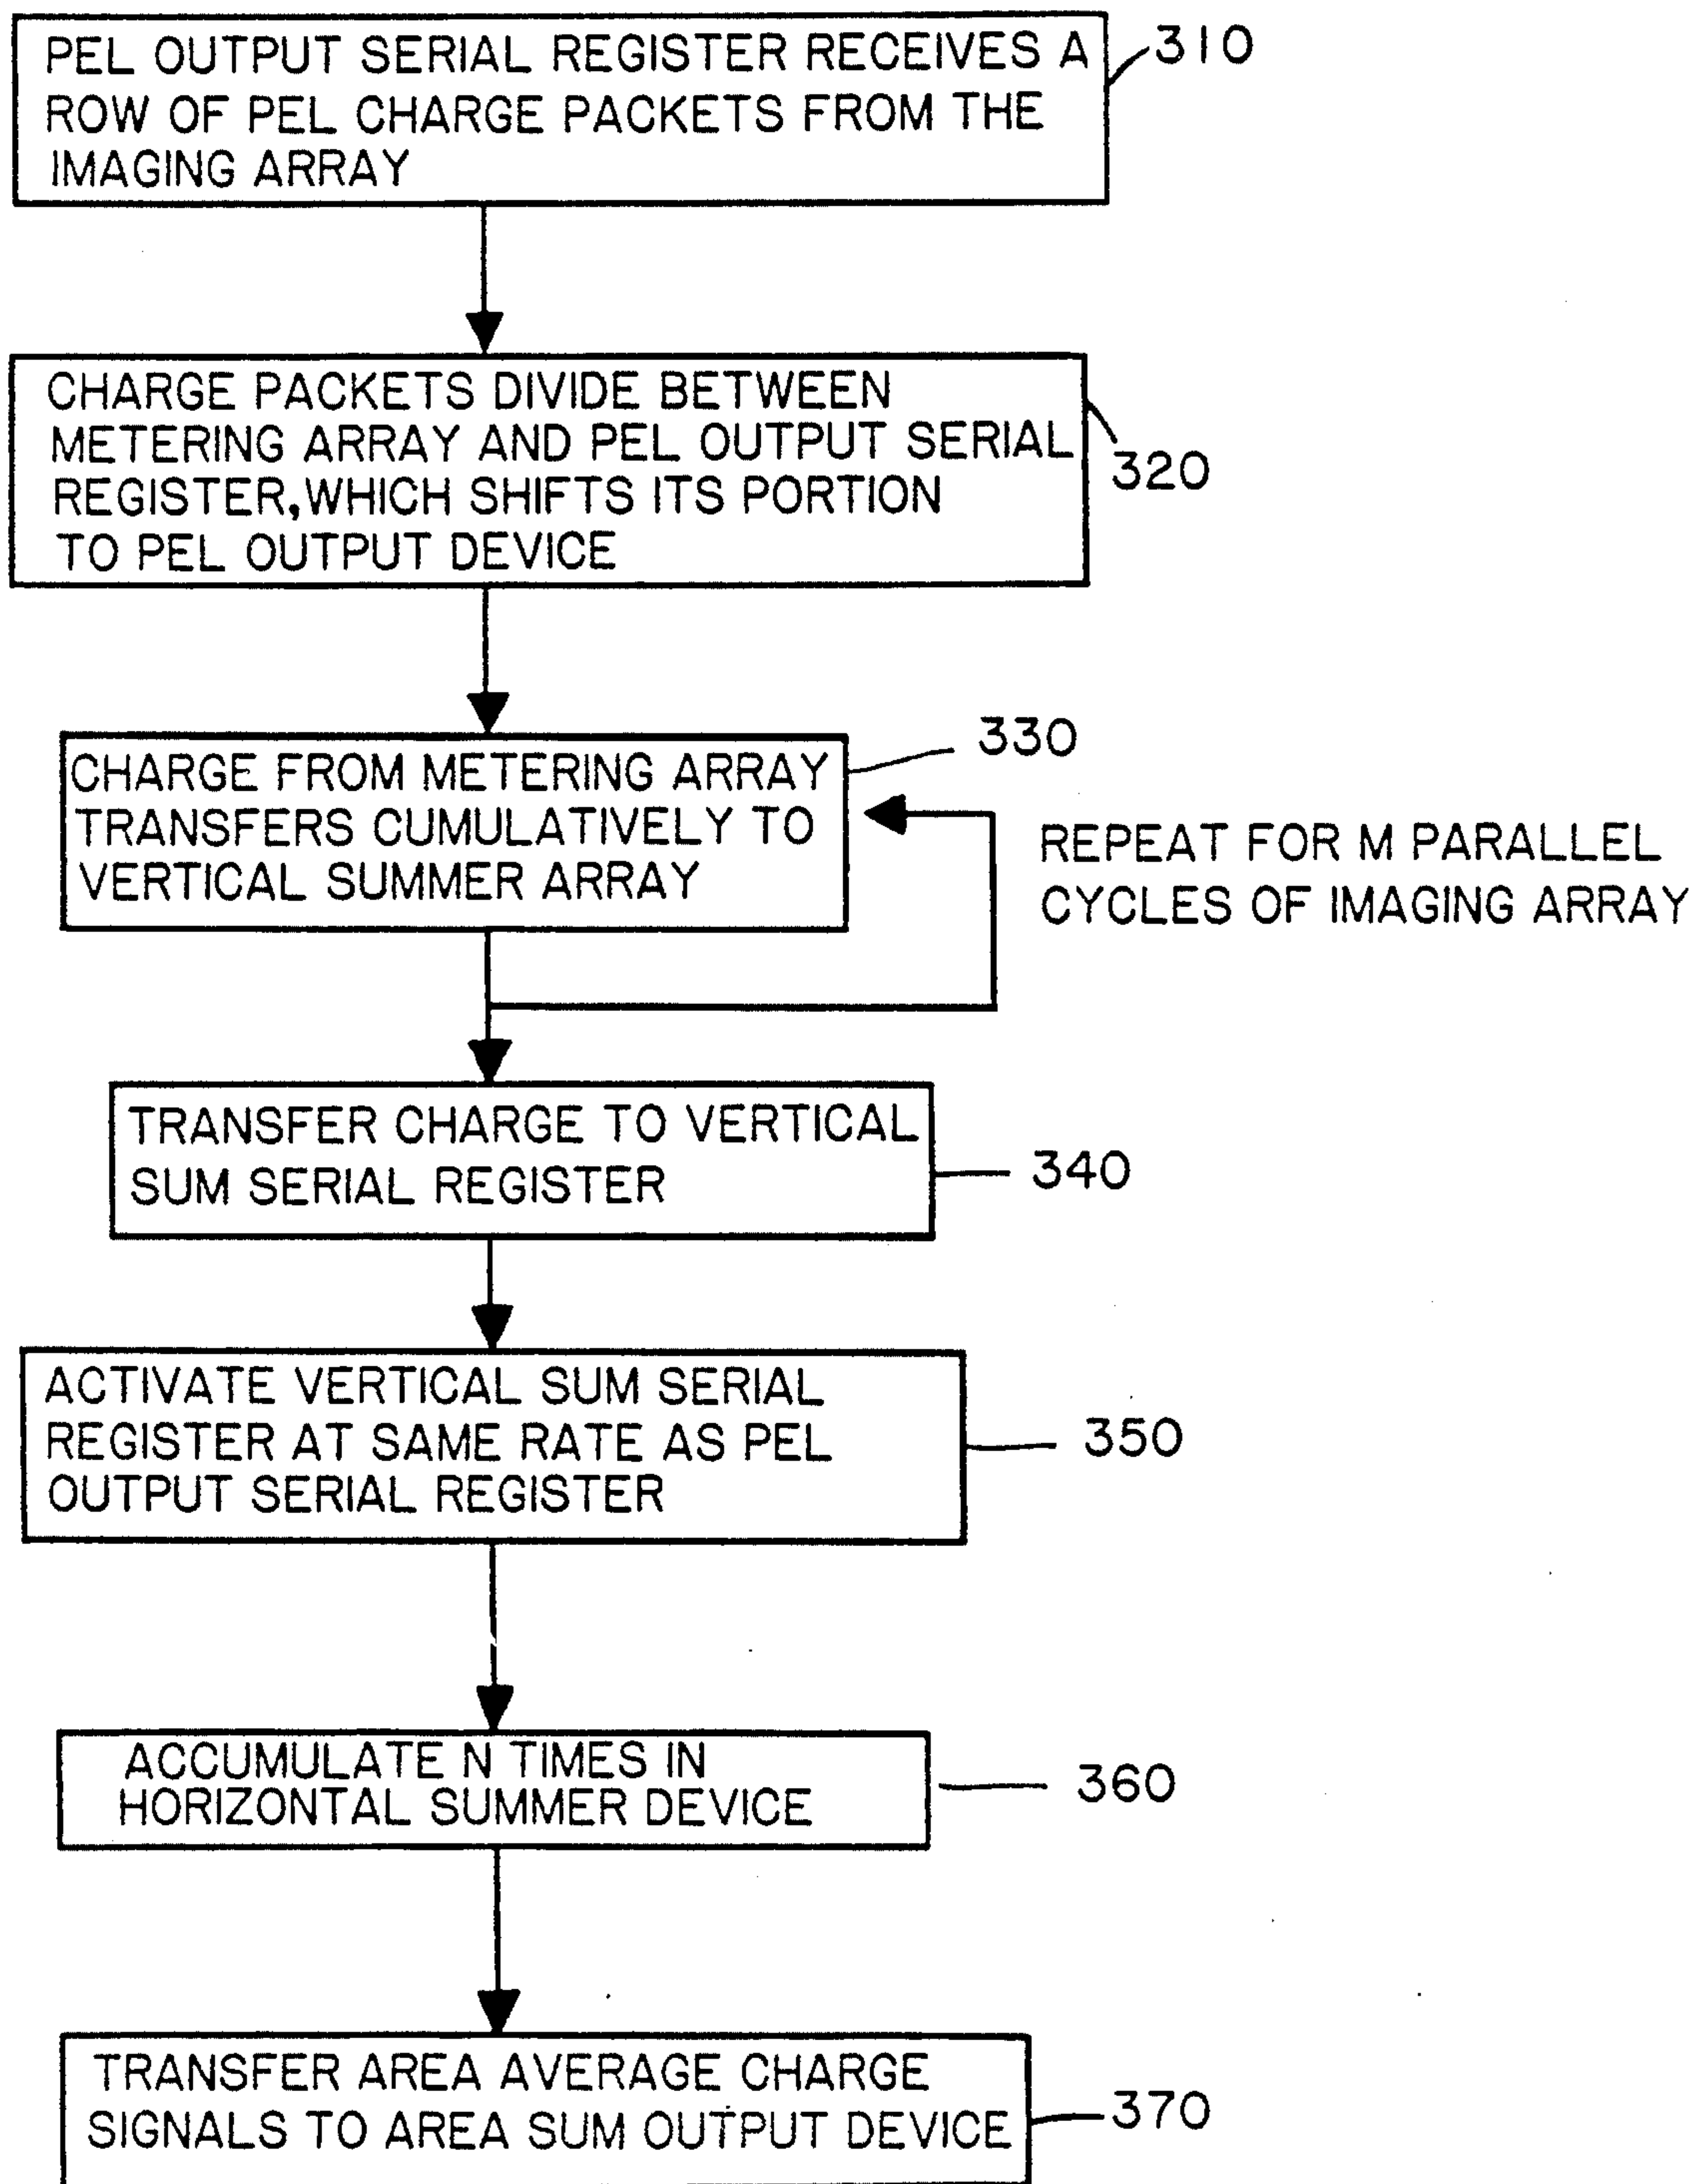 PEL OUTPUT SERIAL REGISTER RECEIVES A
ROW OF PEL CHARGE PACKETS FROM THE
IMAGING ARRAY
310
CHARGE PACKETS DIVIDE BETWEEN
METERING ARRAY AND PEL OUTPUT SERIAL
REGISTER, WHICH SHIFTS ITS PORTION
TO PEL OUTPUT DEVICE
320
CHARGE FROM METERING ARRAY
TRANSFERS CUMULATIVELY TO
VERTICAL SUMMER ARRAY
330
REPEAT FOR M PARALLEL
CYCLES OF IMAGING ARRAY
TRANSFER CHARGE TO VERTICAL
SUM SERIAL REGISTER
340
ACTIVATE VERTICAL SUM SERIAL
REGISTER AT SAME RATE AS PEL
OUTPUT SERIAL REGISTER
350
ACCUMULATE N TIMES IN
HORIZONTAL SUMMER DEVICE
360
TRANSFER AREA AVERAGE CHARGE
SIGNALS TO AREA SUM OUTPUT DEVICE
370